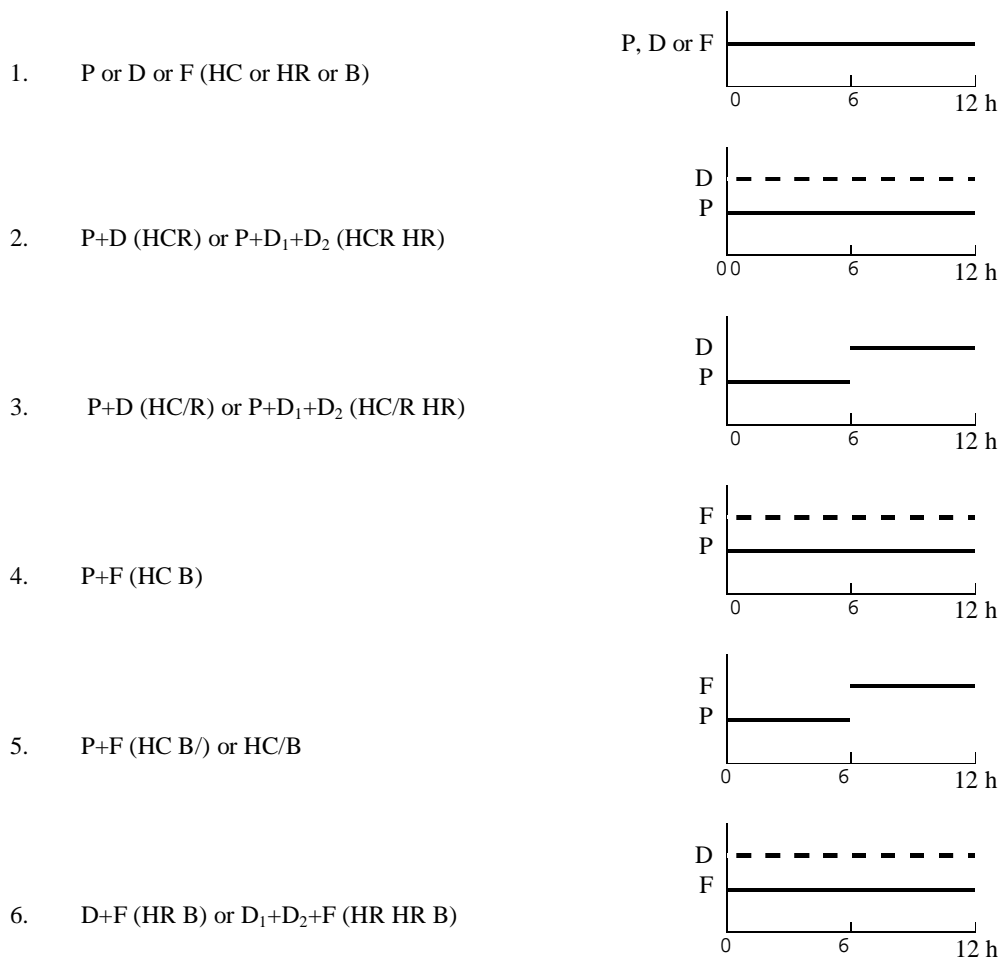 P, D or F
1. P or D or F (HC or HR or B)
0 6 12 h
D
P
2. P+D (HCR) or P+D₁+D₂ (HCR HR)
00 6 12 h
D
P
3. P+D (HC/R) or P+D₁+D₂ (HC/R HR)
0 6 12 h
F
P
4. P+F (HC B)
0 6 12 h
F
P
5. P+F (HC B/) or HC/B
0 6 12 h
D
F
6. D+F (HR B) or D₁+D₂+F (HR HR B)
0 6 12 h